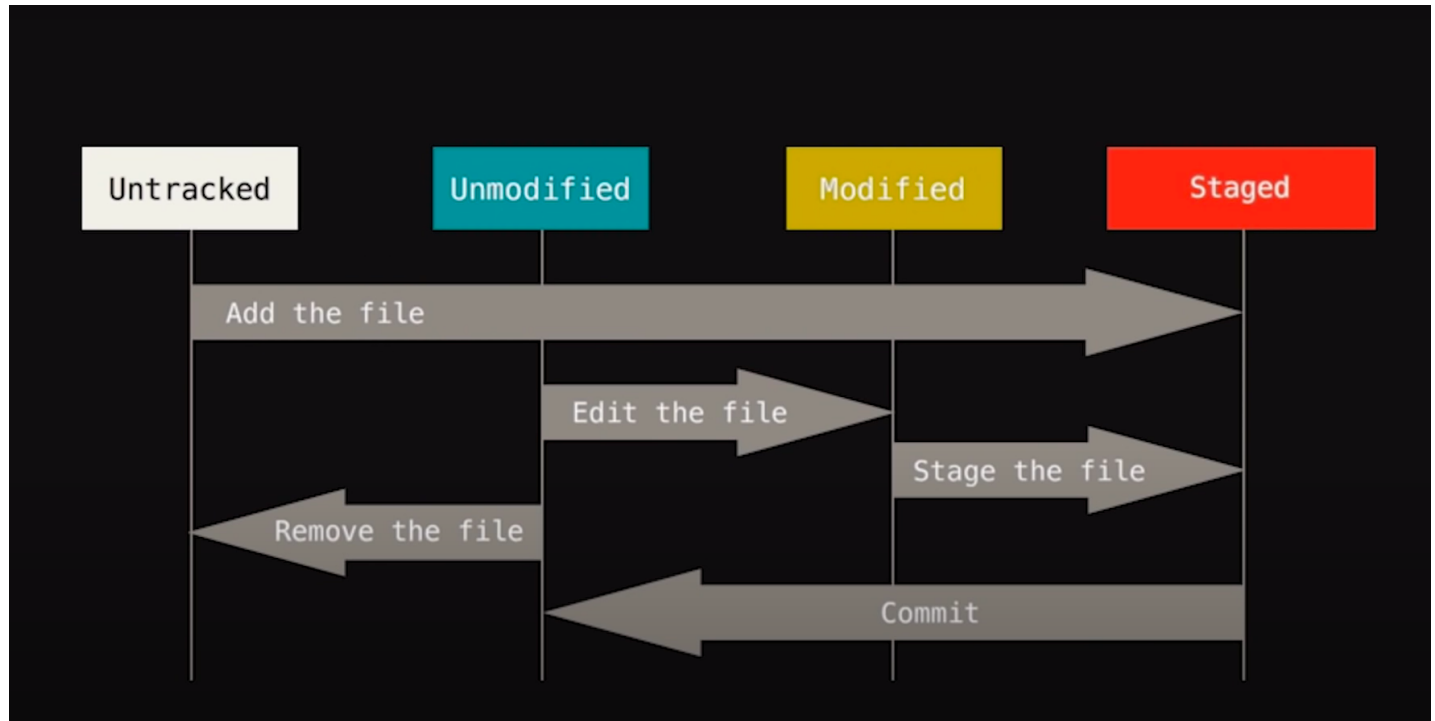 Untracked
Unmodified
Modified
Staged
Add the file
Edit the file
Stage the file
Remove the file
Commit